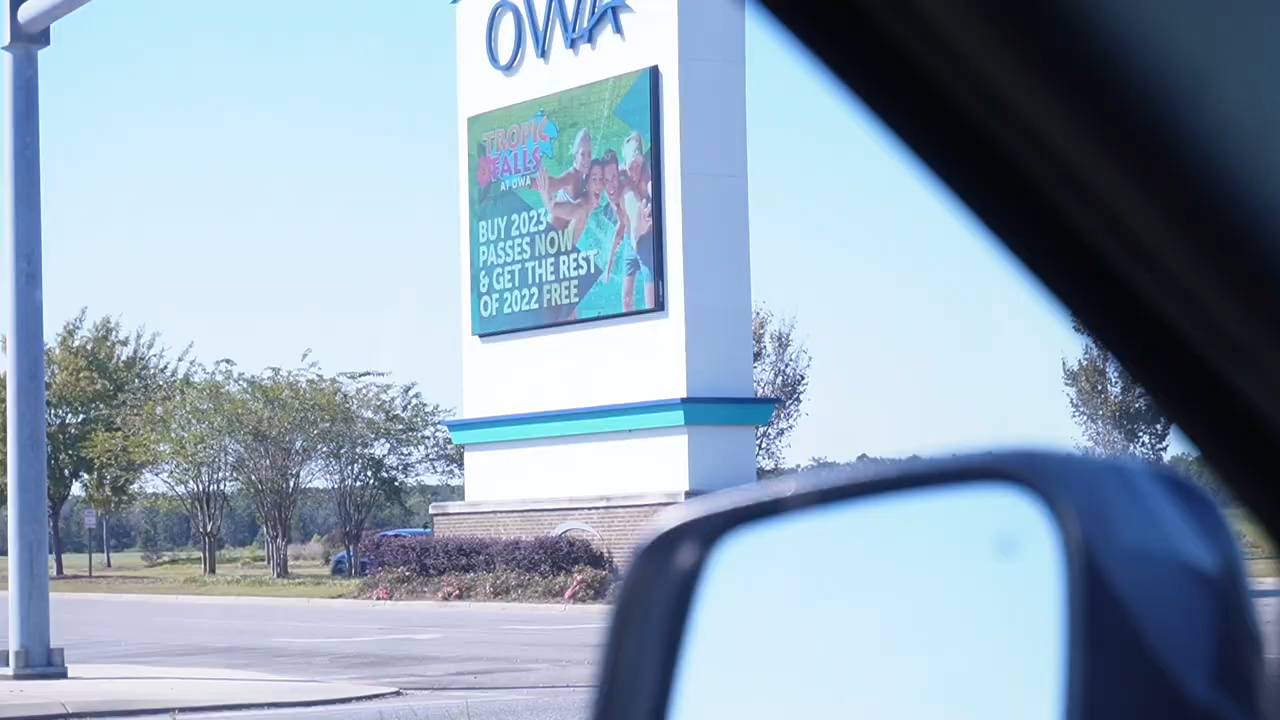 OWA
TROPIC
FALLS
AT OWA
BUY 2023
PASSES NOW
& GET THE REST
OF 2022 FREE